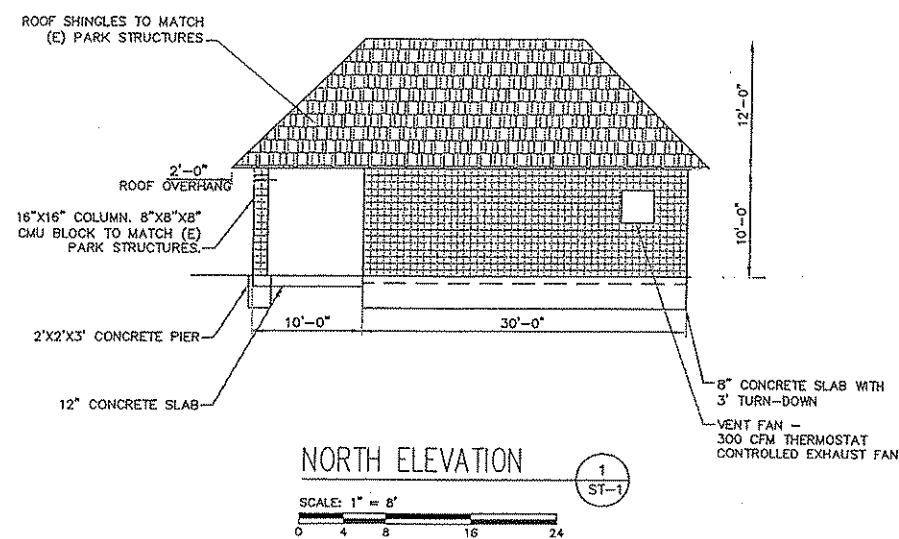 ROOF SHINGLES TO MATCH
(E) PARK STRUCTURES
12'-0"
2'-0"
ROOF OVERHANG
16"X16" COLUMN. 8"X8"X8"
CMU BLOCK TO MATCH (E)
PARK STRUCTURES.
10'-0"
10'-0"
30'-0"
2'X2'X3' CONCRETE PIER
12" CONCRETE SLAB
8" CONCRETE SLAB WITH
3' TURN-DOWN
VENT FAN -
300 CFM THERMOSTAT
CONTROLLED EXHAUST FAN
NORTH ELEVATION
1
ST-1
SCALE: 1" = 8'
0 4 8 16 24